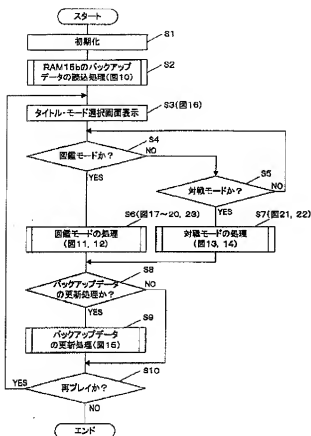 スタート
初期化
S1
RAM15bのバックアップ
データの読込処理(図10)
S2
タイトル・モード選択画面表示
S3(図16)
S4
図鑑モードか?
NO
YES
S5
対戦モードか?
NO
YES
S6(図17~20, 23)
図鑑モードの処理
(図11, 12)
S7(図21, 22)
対戦モードの処理
(図13, 14)
S8
バックアップデータ
の更新処理か?
NO
YES
S9
バックアップデータ
の更新処理(図15)
S10
再プレイか?
YES
NO
エンド